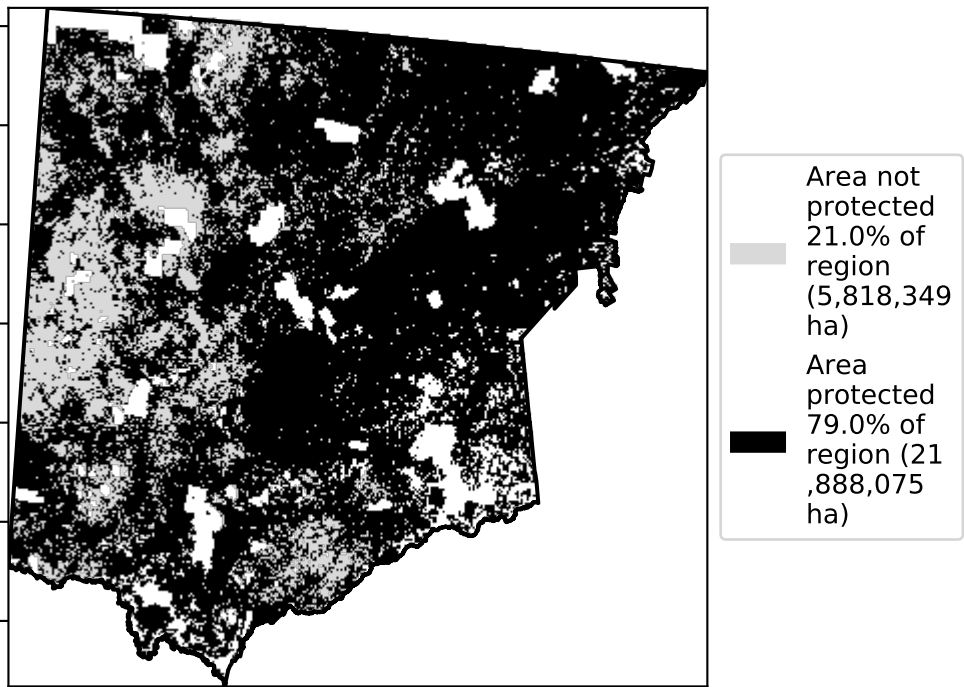 Area not
protected
21.0% of
region
(5,818,349
ha)
Area
protected
79.0% of
region (21
,888,075
ha)